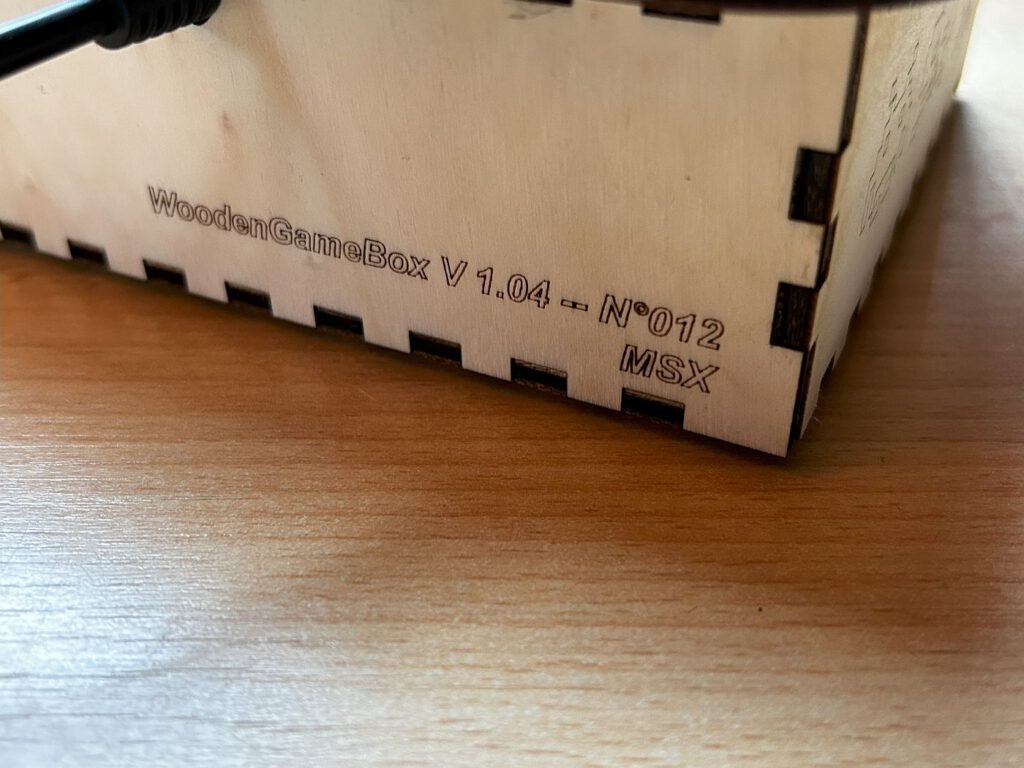 WoodenGameBox V 1.04 -- N°012
MSX